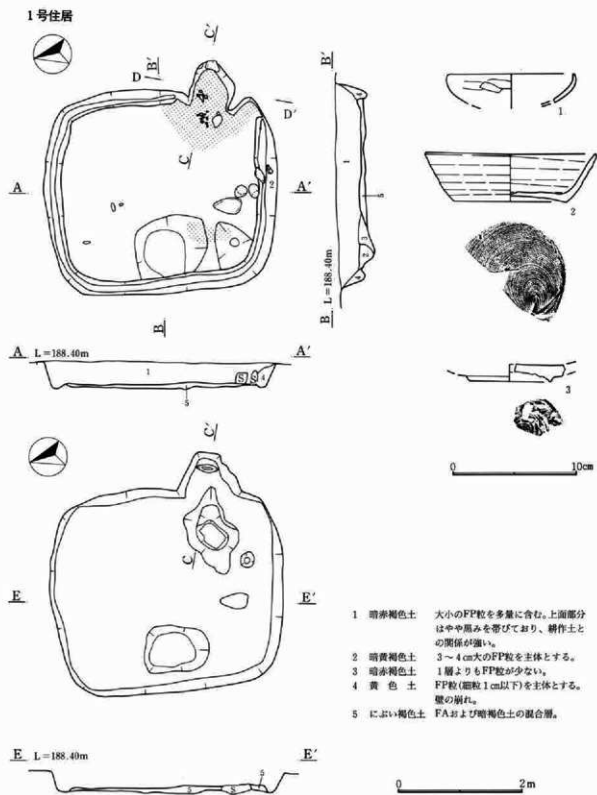 1号住居
C′
B′
D
D′
C
A
A′
2
B
A L=188.40m A′
1
S S 4
5
B′
4
1
5
3
2
4
B L=188.40m
1
2
3
0 10cm
C′
C
E E′
E L=188.40m E′
5
5 S
0 2m
1 暗赤褐色土 大小のFP粒を多量に含む。上面部分
はやや黒みを帯びており、耕作土と
の関係が強い。
2 暗黄褐色土 3～4cm大のFP粒を主体とする。
3 暗赤褐色土 1層よりもFP粒が少ない。
4 黄色土 FP粒(細粒1cm以下)を主体とする。
壁の崩れ。
5 にぶい褐色土 FAおよび暗褐色土の混合層。